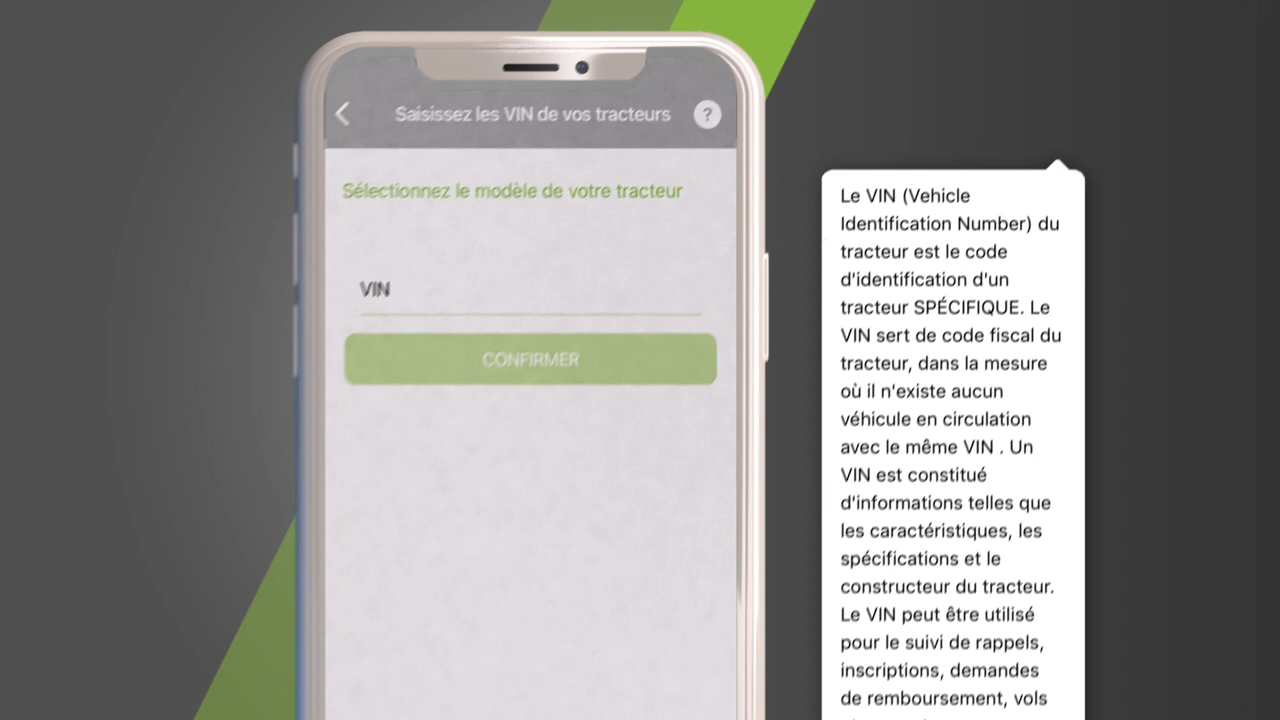 Saisissez les VIN de vos tracteurs
?
Sélectionnez le modèle de votre tracteur
VIN
CONFIRMER
Le VIN (Vehicle
Identification Number) du
tracteur est le code
d'identification d'un
tracteur SPÉCIFIQUE. Le
VIN sert de code fiscal du
tracteur, dans la mesure
où il n'existe aucun
véhicule en circulation
avec le même VIN . Un
VIN est constitué
d'informations telles que
les caractéristiques, les
spécifications et le
constructeur du tracteur.
Le VIN peut être utilisé
pour le suivi de rappels,
inscriptions, demandes
de remboursement, vols